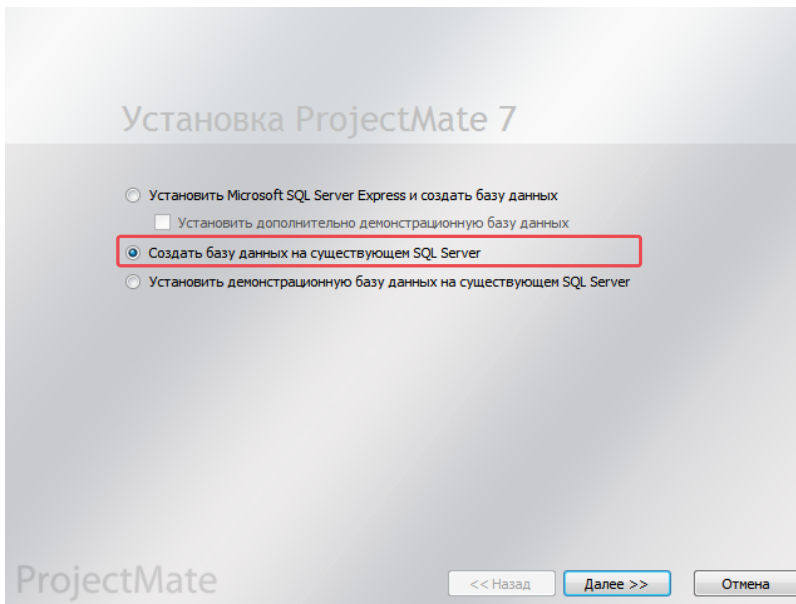 Установка ProjectMate 7
Установить Microsoft SQL Server Express и создать базу данных
Установить дополнительно демонстрационную базу данных
Создать базу данных на существующем SQL Server
Установить демонстрационную базу данных на существующем SQL Server
ProjectMate
<< Назад
Далее >>
Отмена